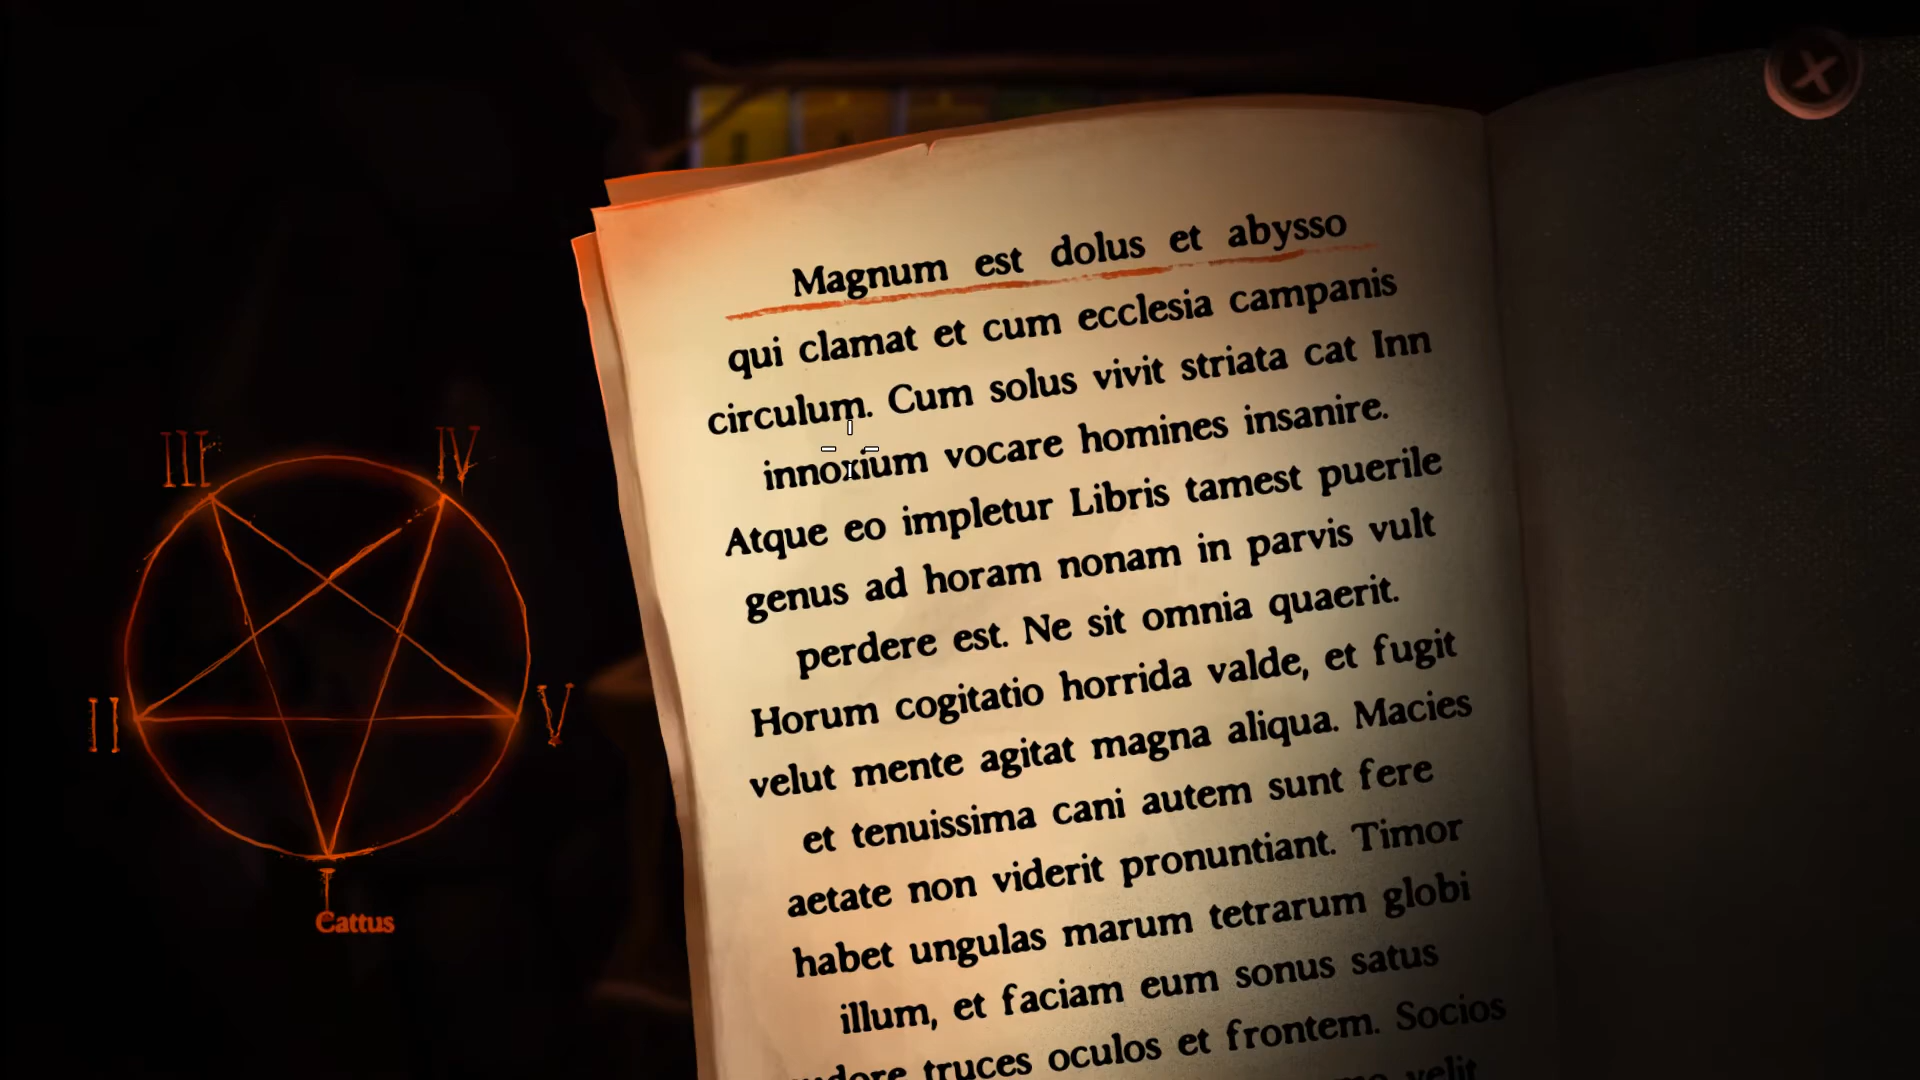 Magnum est dolus et abysso
qui clamat et cum ecclesia campanis
circulum. Cum solus vivit striata cat Inn
innoxium vocare homines insanire.
Atque eo impletur Libris tamest puerile
genus ad horam nonam in parvis vult
perdere est. Ne sit omnia quaerit.
Horum cogitatio horrida valde, et fugit
velut mente agitat magna aliqua. Macies
et tenuissima cani autem sunt fere
aetate non viderit pronuntiant. Timor
habet ungulas marum tetrarum globi
illum, et faciam eum sonus satus
truces oculos et frontem. Socios
velit
III
IV
II
V
I
Cattus